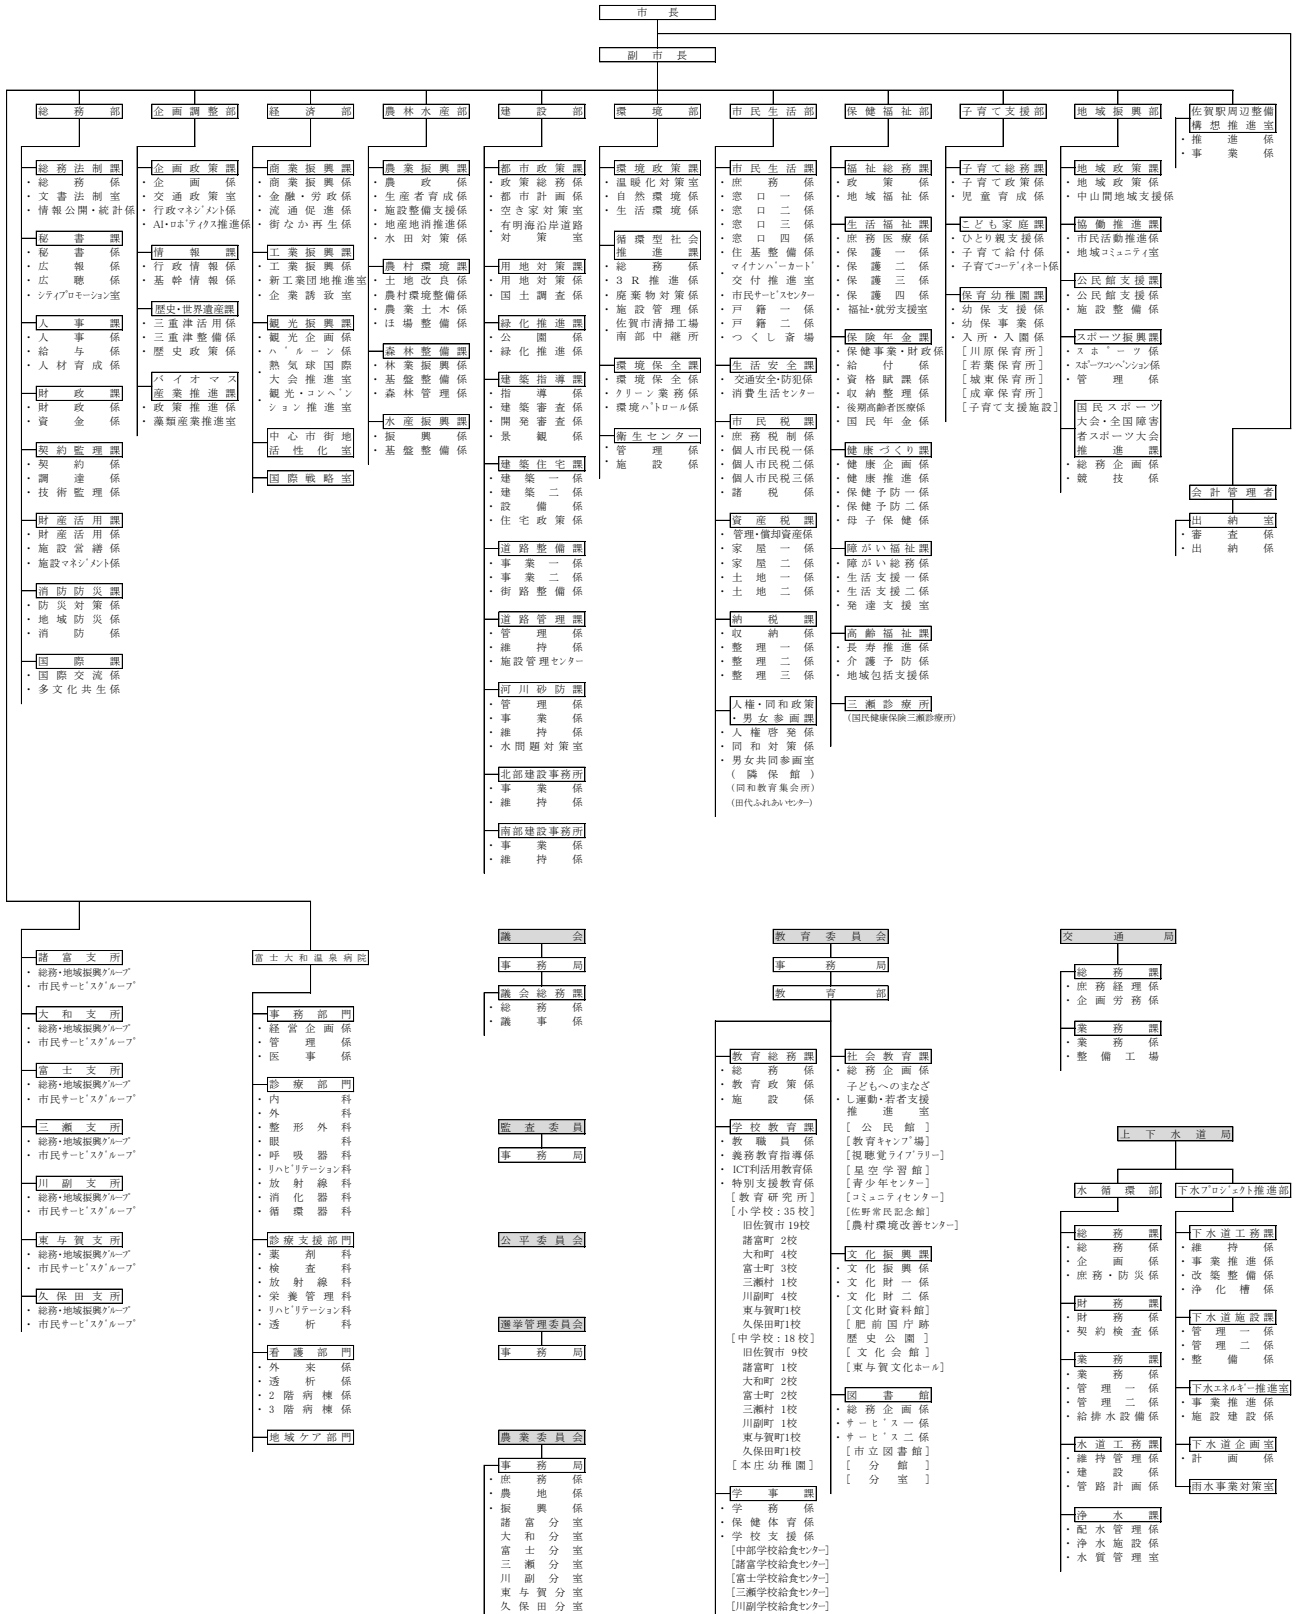 市長
副市長
総務部
総務法制課
・総務係
・文書法制室
・情報公開・統計係
秘書課
・秘書係
・広報係
・広聴係
・シティプロモーション室
人事課
・人事係
・給与係
・人材育成係
財政課
・財政係
・資金係
契約監理課
・契約係
・調達係
・技術監理係
財産活用課
・財産活用係
・施設営繕係
・施設マネジメント係
消防防災課
・防災対策係
・地域防災係
・消防係
国際課
・国際交流係
・多文化共生係
企画調整部
企画政策課
・企画係
・交通政策室
・行政マネジメント係
・AI・ロボティクス推進係
情報課
・行政情報係
・基幹情報係
歴史・世界遺産課
・三重津活用係
・三重津整備係
・歴史政策係
バイオマス
産業推進課
・政策推進係
・藻類産業推進室
経済部
商業振興課
・商業振興係
・金融・労政係
・流通促進係
・街なか再生係
工業振興課
・工業振興係
・新工業団地推進室
・企業誘致室
観光振興課
・観光企画係
・バルーン係
・熱気球国際
大会推進室
・観光・コンベン
ション推進室
中心市街地
活性化室
国際戦略室
農林水産部
農業振興課
・農政係
・生産者育成係
・施設整備支援係
・地産地消推進係
・水田対策係
農村環境課
・土地改良係
・農村環境整備係
・農業土木係
・ほ場整備係
森林整備課
・林業振興係
・基盤整備係
・森林管理係
水産振興課
・振興係
・基盤整備係
建設部
都市政策課
・政策総務係
・都市計画係
・空き家対策室
・有明海沿岸道路
対策室
用地対策課
・用地対策係
・国土調査係
緑化推進課
・公園係
・緑化推進係
建築指導課
・指導係
・建築審査係
・開発審査係
・景観係
建築住宅課
・建築一係
・建築二係
・設備係
・住宅政策係
道路整備課
・事業一係
・事業二係
・街路整備係
道路管理課
・管理係
・維持係
・施設管理センター
河川砂防課
・管理係
・事業係
・維持係
・水問題対策室
北部建設事務所
・事業係
・維持係
南部建設事務所
・事業係
・維持係
環境部
環境政策課
・温暖化対策室
・自然環境係
・生活環境係
循環型社会
推進課
・総務係
・3R推進係
・廃棄物対策係
・施設管理係
・佐賀市清掃工場
・南部中継所
環境保全課
・環境保全係
・クリーン業務係
・環境パトロール係
衛生センター
・管理係
・施設係
市民生活部
市民生活課
・庶務係
・窓口一係
・窓口二係
・窓口三係
・窓口四係
・住基整備係
・マイナンバーカード
交付推進室
・市民サービスセンター
・戸籍一係
・戸籍二係
・つくし斎場
生活安全課
・交通安全・防犯係
・消費生活センター
市民税課
・庶務税制係
・個人市民税一係
・個人市民税二係
・個人市民税三係
・諸税係
資産税課
・管理・償却資産係
・家屋一係
・家屋二係
・土地一係
・土地二係
納税課
・収納係
・整理一係
・整理二係
・整理三係
人権・同和政策
・男女参画課
・人権啓発係
・同和対策係
・男女共同参画室
(隣保館)
(同和教育集会所)
(田代ふれあいセンター)
保健福祉部
福祉総務課
・政策係
・地域福祉係
生活福祉課
・庶務医療係
・保護一係
・保護二係
・保護三係
・保護四係
・福祉・就労支援室
保険年金課
・保健事業・財政係
・給付係
・資格賦課係
・収納整理係
・後期高齢者医療係
・国民年金係
健康づくり課
・健康企画係
・健康推進係
・保健予防一係
・保健予防二係
・母子保健係
障がい福祉課
・障がい総務係
・生活支援一係
・生活支援二係
・発達支援室
高齢福祉課
・長寿推進係
・介護予防係
・地域包括支援係
三瀬診療所
(国民健康保険三瀬診療所)
子育て支援部
子育て総務課
・子育て政策係
・児童育成係
こども家庭課
・ひとり親支援係
・子育て給付係
・子育てコーディネート係
保育幼稚園課
・幼保支援係
・幼保事業係
・入所・入園係
[川原保育所]
[若葉保育所]
[城東保育所]
[成章保育所]
[子育て支援施設]
地域振興部
地域政策課
・地域政策係
・中山間地域支援係
協働推進課
・市民活動推進係
・地域コミュニティ室
公民館支援課
・公民館支援係
・施設整備係
スポーツ振興課
・スポーツ係
・スポーツコンベンション係
・管理係
国民スポーツ
大会・全国障害
者スポーツ大会
推進課
・総務企画係
・競技係
佐賀駅周辺整備
構想推進室
・推進係
・事業係
会計管理者
出納室
・審査係
・出納係
諸富支所
・総務・地域振興グループ
・市民サービスグループ
大和支所
・総務・地域振興グループ
・市民サービスグループ
富士支所
・総務・地域振興グループ
・市民サービスグループ
三瀬支所
・総務・地域振興グループ
・市民サービスグループ
川副支所
・総務・地域振興グループ
・市民サービスグループ
東与賀支所
・総務・地域振興グループ
・市民サービスグループ
久保田支所
・総務・地域振興グループ
・市民サービスグループ
富士大和温泉病院
事務部門
・経営企画係
・管理係
・医事係
診療部門
・内科
・外科
・整形外科
・眼科
・呼吸器科
・リハビリテーション科
・放射線科
・消化器科
・循環器科
診療支援部門
・薬剤科
・検査科
・放射線科
・栄養管理科
・リハビリテーション科
・透析科
看護部門
・外来係
・透析係
・2階病棟係
・3階病棟係
地域ケア部門
議会
事務局
議会総務課
・総務係
・議事係
監査委員
事務局
公平委員会
選挙管理委員会
事務局
農業委員会
事務局
・庶務係
・農地係
・振興係
諸富分室
大和分室
富士分室
三瀬分室
川副分室
東与賀分室
久保田分室
教育委員会
事務局
教育部
教育総務課
・総務係
・教育政策係
・施設係
学校教育課
・教職員係
・義務教育指導係
・ICT利活用教育係
・特別支援教育係
[教育研究所]
[小学校:35校]
旧佐賀市 19校
諸富町 2校
大和町 4校
富士町 3校
三瀬村 1校
川副町 4校
東与賀町1校
久保田町1校
[中学校:18校]
旧佐賀市 9校
諸富町 1校
大和町 2校
富士町 2校
三瀬村 1校
川副町 1校
東与賀町1校
久保田町1校
[本庄幼稚園]
学事課
・学務係
・保健体育係
・学校支援係
[中部学校給食センター]
[諸富学校給食センター]
[富士学校給食センター]
[三瀬学校給食センター]
[川副学校給食センター]
社会教育課
・総務企画係
子どもへのまなざ
・し運動・若者支援
推進室
[公民館]
[教育キャンプ場]
[視聴覚ライブラリー]
[星空学習館]
[青少年センター]
[コミュニティセンター]
[佐野常民記念館]
[農村環境改善センター]
文化振興課
・文化振興係
・文化財一係
・文化財二係
[文化財資料館]
[肥前国庁跡
歴史公園]
[文化会館]
[東与賀文化ホール]
図書館
・総務企画係
・サービス一係
・サービス二係
[市立図書館]
[分館]
[分室]
交通局
総務課
・庶務経理係
・企画労務係
業務課
・業務係
・整備工場
上下水道局
水循環部
総務課
・総務係
・企画係
・庶務・防災係
財務課
・財務係
・契約検査係
業務課
・業務係
・管理一係
・管理二係
・給排水設備係
水道工務課
・維持管理係
・建設係
・管路計画係
浄水課
・配水管理係
・浄水施設係
・水質管理室
下水プロジェクト推進部
下水道工務課
・維持係
・事業推進係
・改築整備係
・浄化槽係
下水道施設課
・管理一係
・管理二係
・整備係
下水エネルギー推進室
・事業推進係
・施設建設係
下水道企画室
・計画係
雨水事業対策室